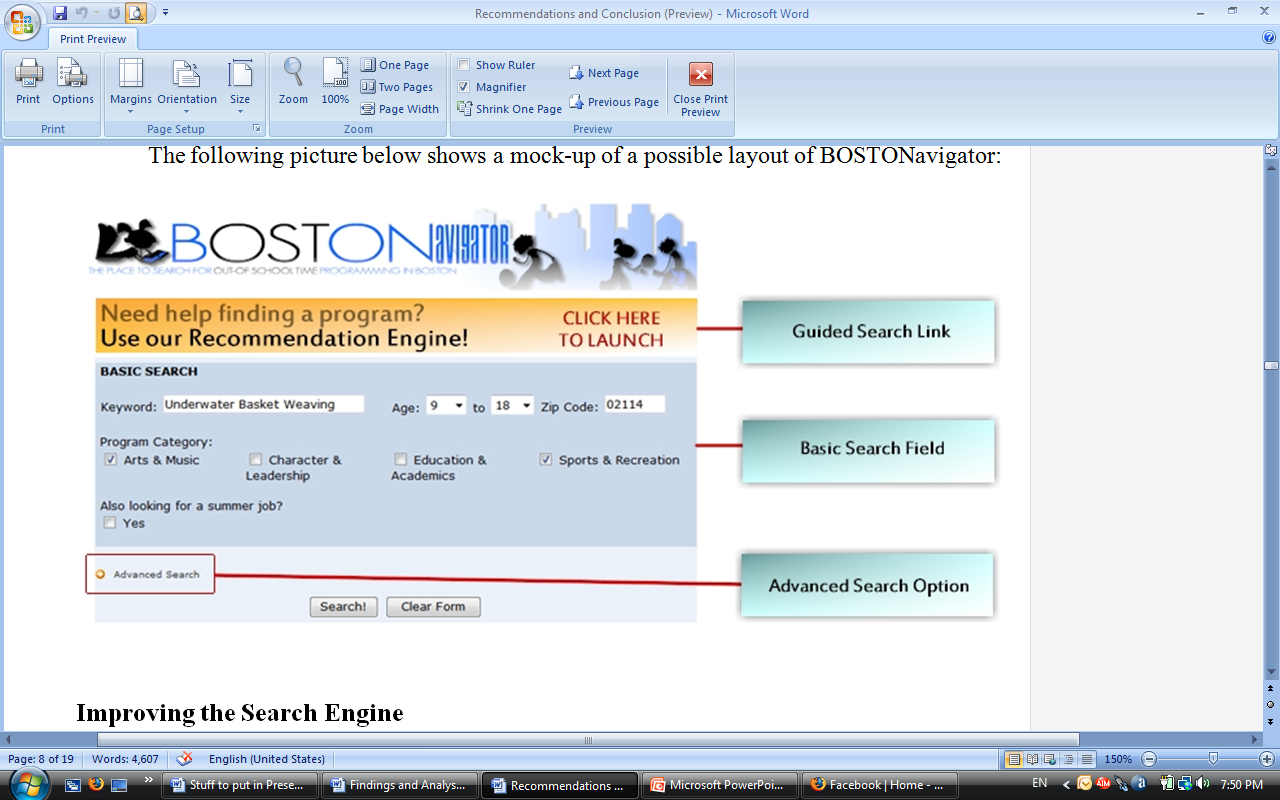 Recommendations and Conclusion (Preview) - Microsoft Word
Print Preview
Print
Options
Margins
Orientation
Size
Zoom
100%
One Page
Two Pages
Page Width
Show Ruler
Magnifier
Shrink One Page
Next Page
Previous Page
Close Print
Preview
Print
Page Setup
Zoom
Preview
The following picture below shows a mock-up of a possible layout of BOSTONavigator:
BOSTONAVIGATOR
THE PLACE TO SEARCH FOR OUT-OF SCHOOL TIME PROGRAMMING IN BOSTON
Need help finding a program?
Use our Recommendation Engine!
CLICK HERE
TO LAUNCH
Guided Search Link
BASIC SEARCH
Keyword: Underwater Basket Weaving Age: 9 to 18 Zip Code: 02114
Basic Search Field
Program Category:
Arts & Music
Character &
Leadership
Education &
Academics
Sports & Recreation
Also looking for a summer job?
Yes
Advanced Search
Advanced Search Option
Search! Clear Form
Improving the Search Engine
Page: 8 of 19 Words: 4,607 English (United States) 150%
Stuff to put in Prese... Findings and Analys... Recommendations ... Microsoft PowerPoi... Facebook | Home - ... EN 7:50 PM